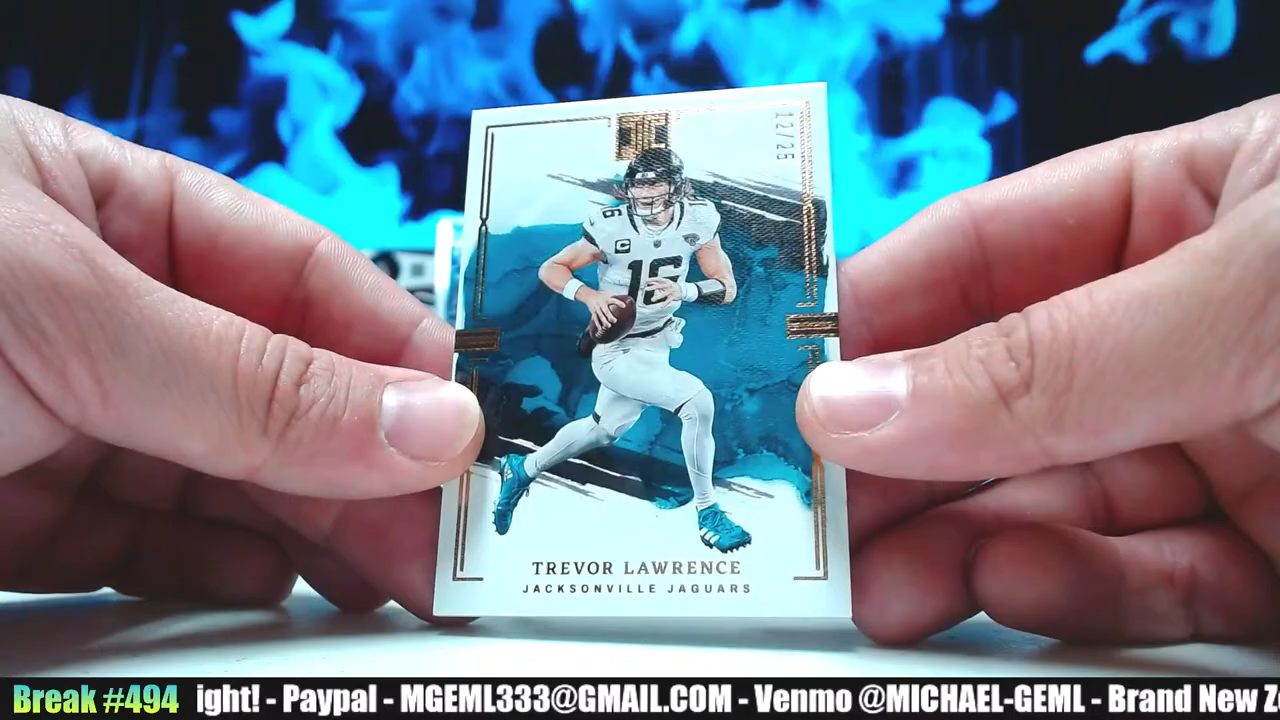 12/25
16
C
16
TREVOR LAWRENCE
JACKSONVILLE JAGUARS
Break #494 ight! - Paypal - MGEML333@GMAIL.COM - Venmo @MICHAEL-GEML - Brand New